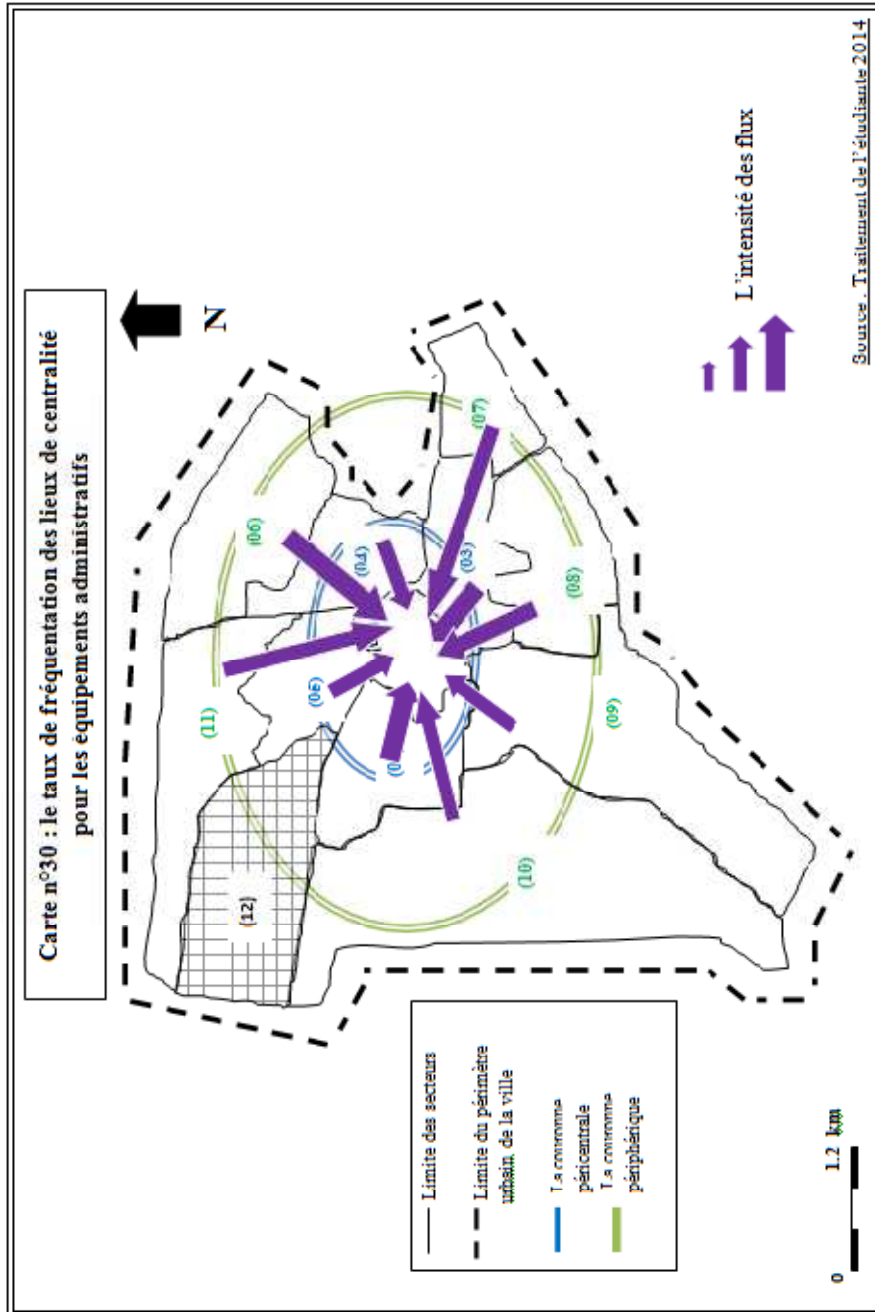 Carte n°30 : le taux de fréquentation des lieux de centralité
pour les équipements administratifs
N
(11)
(06)
(12)
(04)
(05)
(07)
(03)
(10)
(08)
(09)
Limite des secteurs
Limite du périmètre
urbain de la ville
La couronne
péricentrale
La couronne
périphérique
L'intensité des flux
0
1.2 km
Source : Traitement de l'étudiante 2014